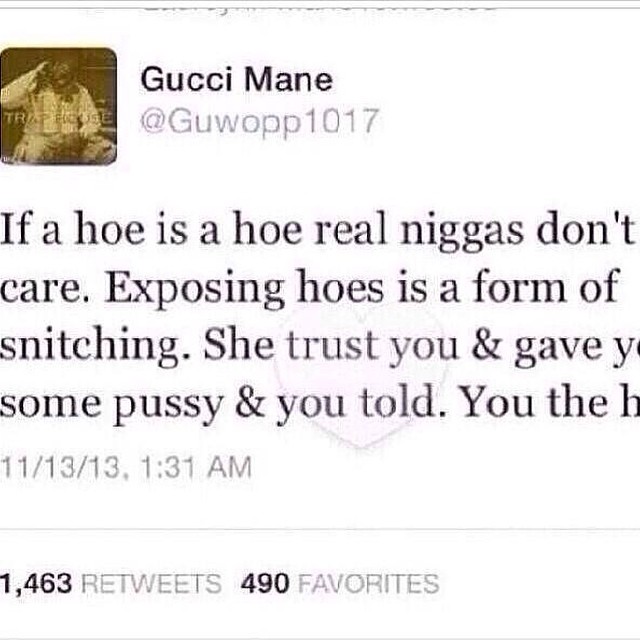 Gucci Mane
@Guwopp1017
TRAP HOUSE
If a hoe is a hoe real niggas don't
care. Exposing hoes is a form of
snitching. She trust you & gave y
some pussy & you told. You the h
11/13/13, 1:31 AM
1,463 RETWEETS 490 FAVORITES